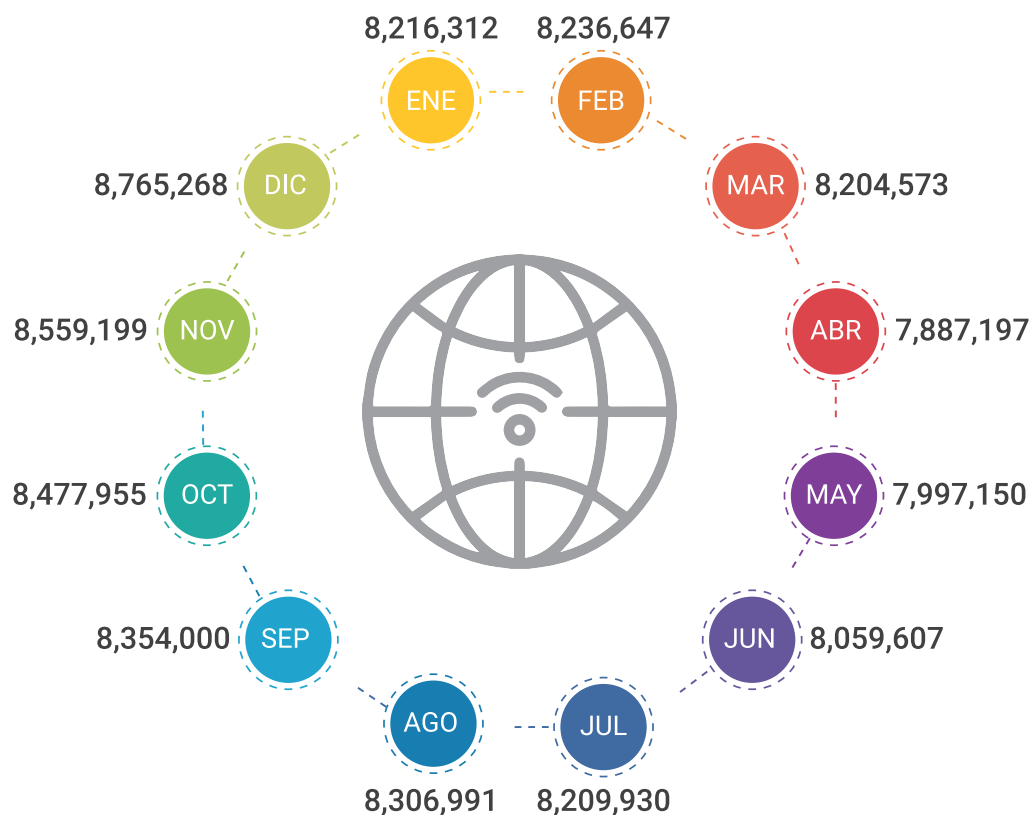 8,216,312
ENE
8,236,647
FEB
MAR 8,204,573
ABR 7,887,197
MAY 7,997,150
JUN 8,059,607
JUL
8,209,930
AGO
8,306,991
8,354,000 SEP
8,477,955 OCT
8,559,199 NOV
8,765,268 DIC